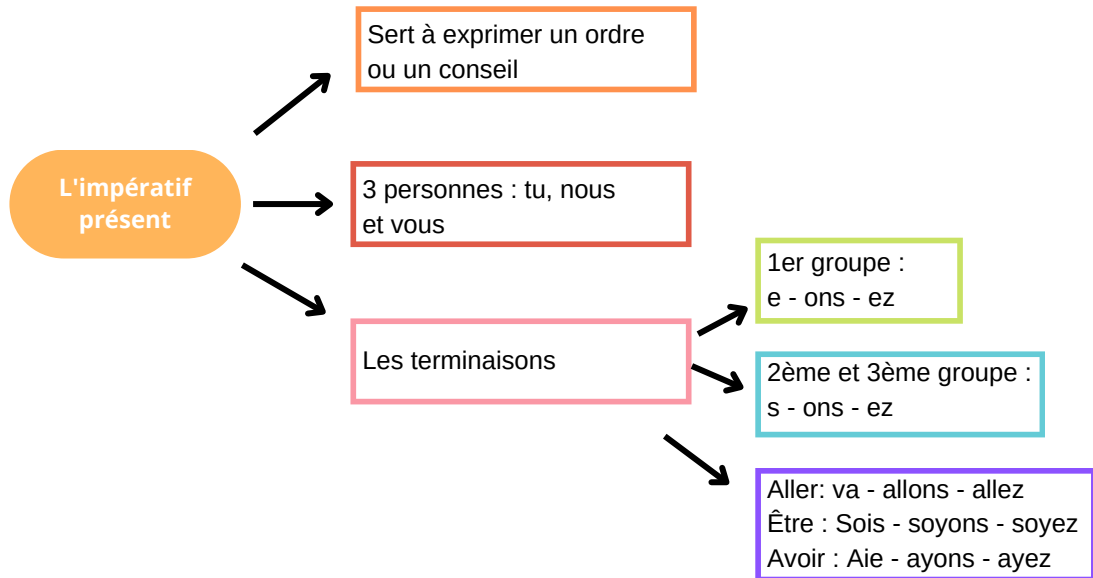 L'impératif
présent
Sert à exprimer un ordre
ou un conseil
3 personnes : tu, nous
et vous
Les terminaisons
1er groupe :
e - ons - ez
2ème et 3ème groupe :
s - ons - ez
Aller: va - allons - allez
Être : Sois - soyons - soyez
Avoir : Aie - ayons - ayez